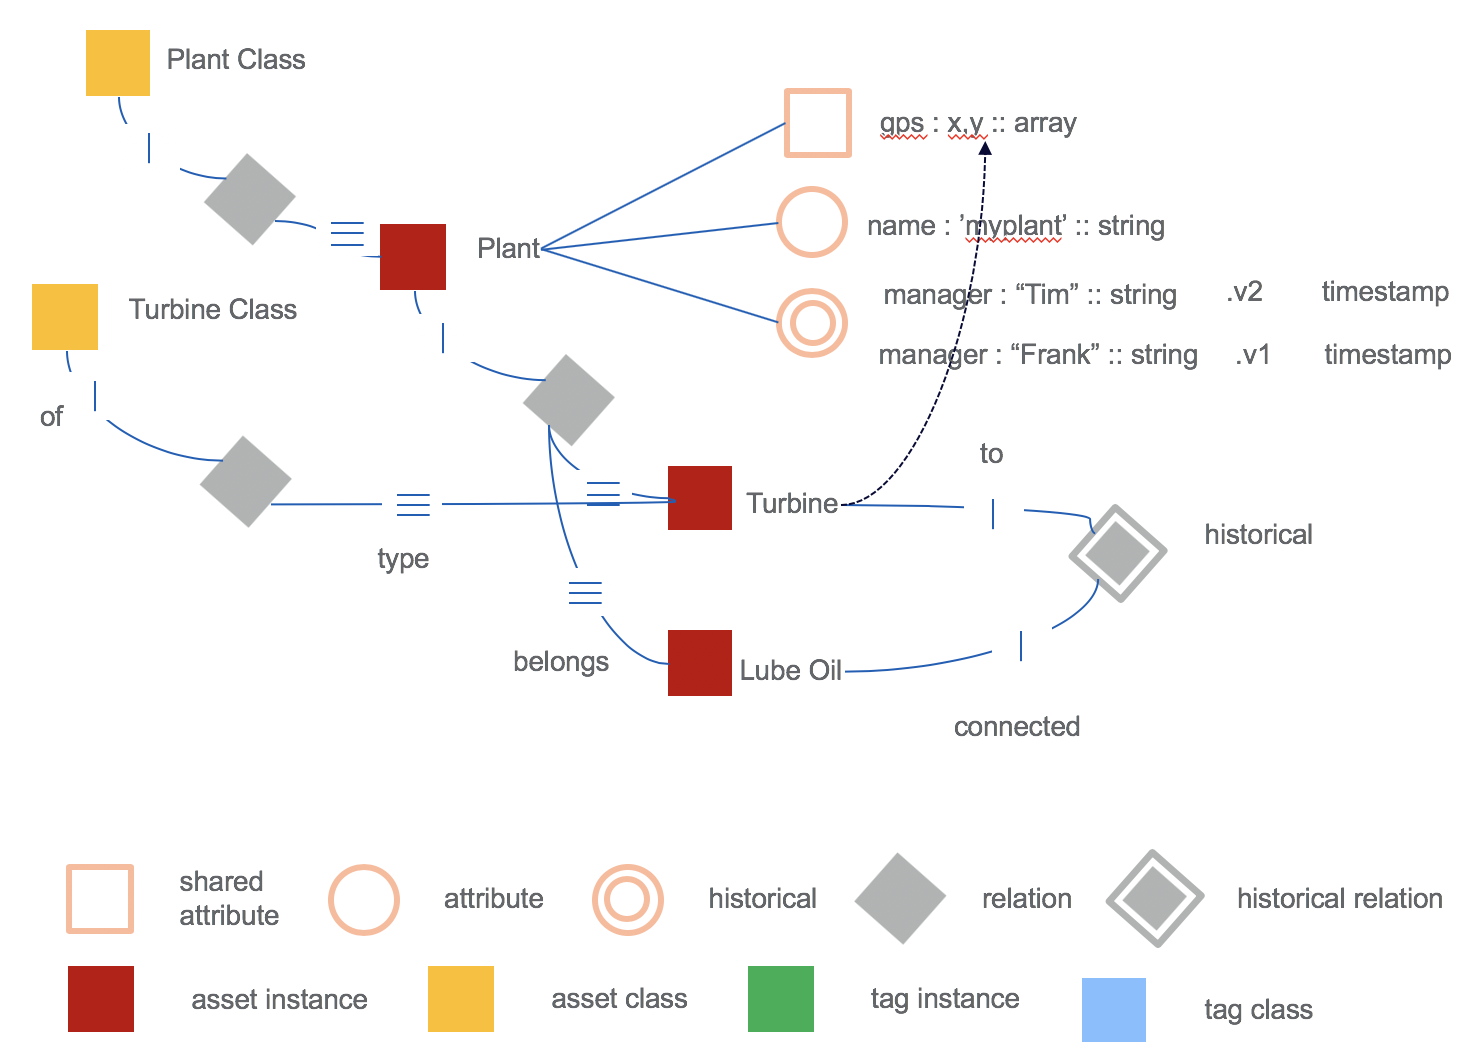 Plant Class
gps : x,y :: array
name : ’myplant’ :: string
Plant
manager : “Tim” :: string .v2 timestamp
Turbine Class
manager : “Frank” :: string .v1 timestamp
of
to
Turbine
historical
type
belongs
Lube Oil
connected
shared
attribute
attribute
historical
relation
historical relation
asset instance
asset class
tag instance
tag class